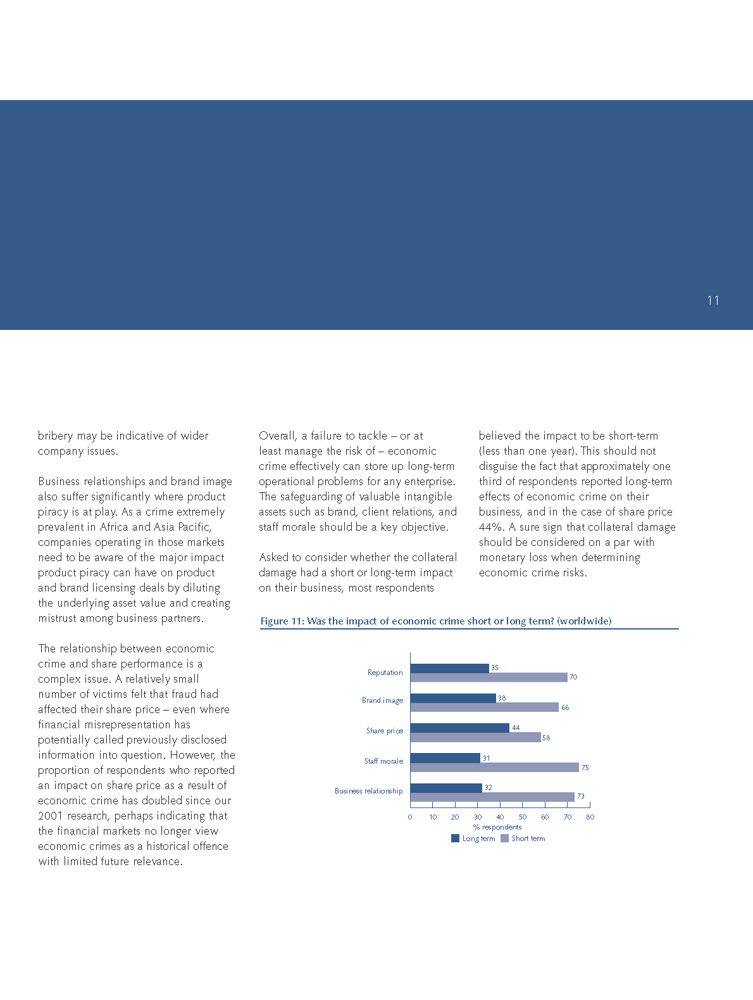 11
bribery may be indicative of wider
company issues.
Business relationships and brand image
also suffer significantly where product
piracy is at play. As a crime extremely
prevalent in Africa and Asia Pacific,
companies operating in those markets
need to be aware of the major impact
product piracy can have on product
and brand licensing deals by diluting
the underlying asset value and creating
mistrust among business partners.
The relationship between economic
crime and share performance is a
complex issue. A relatively small
number of victims felt that fraud had
affected their share price – even where
financial misrepresentation has
potentially called previously disclosed
information into question. However, the
proportion of respondents who reported
an impact on share price as a result of
economic crime has doubled since our
2001 research, perhaps indicating that
the financial markets no longer view
economic crimes as a historical offence
with limited future relevance.
Overall, a failure to tackle – or at
least manage the risk of – economic
crime effectively can store up long-term
operational problems for any enterprise.
The safeguarding of valuable intangible
assets such as brand, client relations, and
staff morale should be a key objective.
Asked to consider whether the collateral
damage had a short or long-term impact
on their business, most respondents
believed the impact to be short-term
(less than one year). This should not
disguise the fact that approximately one
third of respondents reported long-term
effects of economic crime on their
business, and in the case of share price
44%. A sure sign that collateral damage
should be considered on a par with
monetary loss when determining
economic crime risks.
Figure 11: Was the impact of economic crime short or long term? (worldwide)
Reputation 35
70
Brand image 38
66
Share price 44
58
Staff morale 31
75
Business relationship 32
73
0 10 20 30 40 50 60 70 80
% respondents
Long term Short term